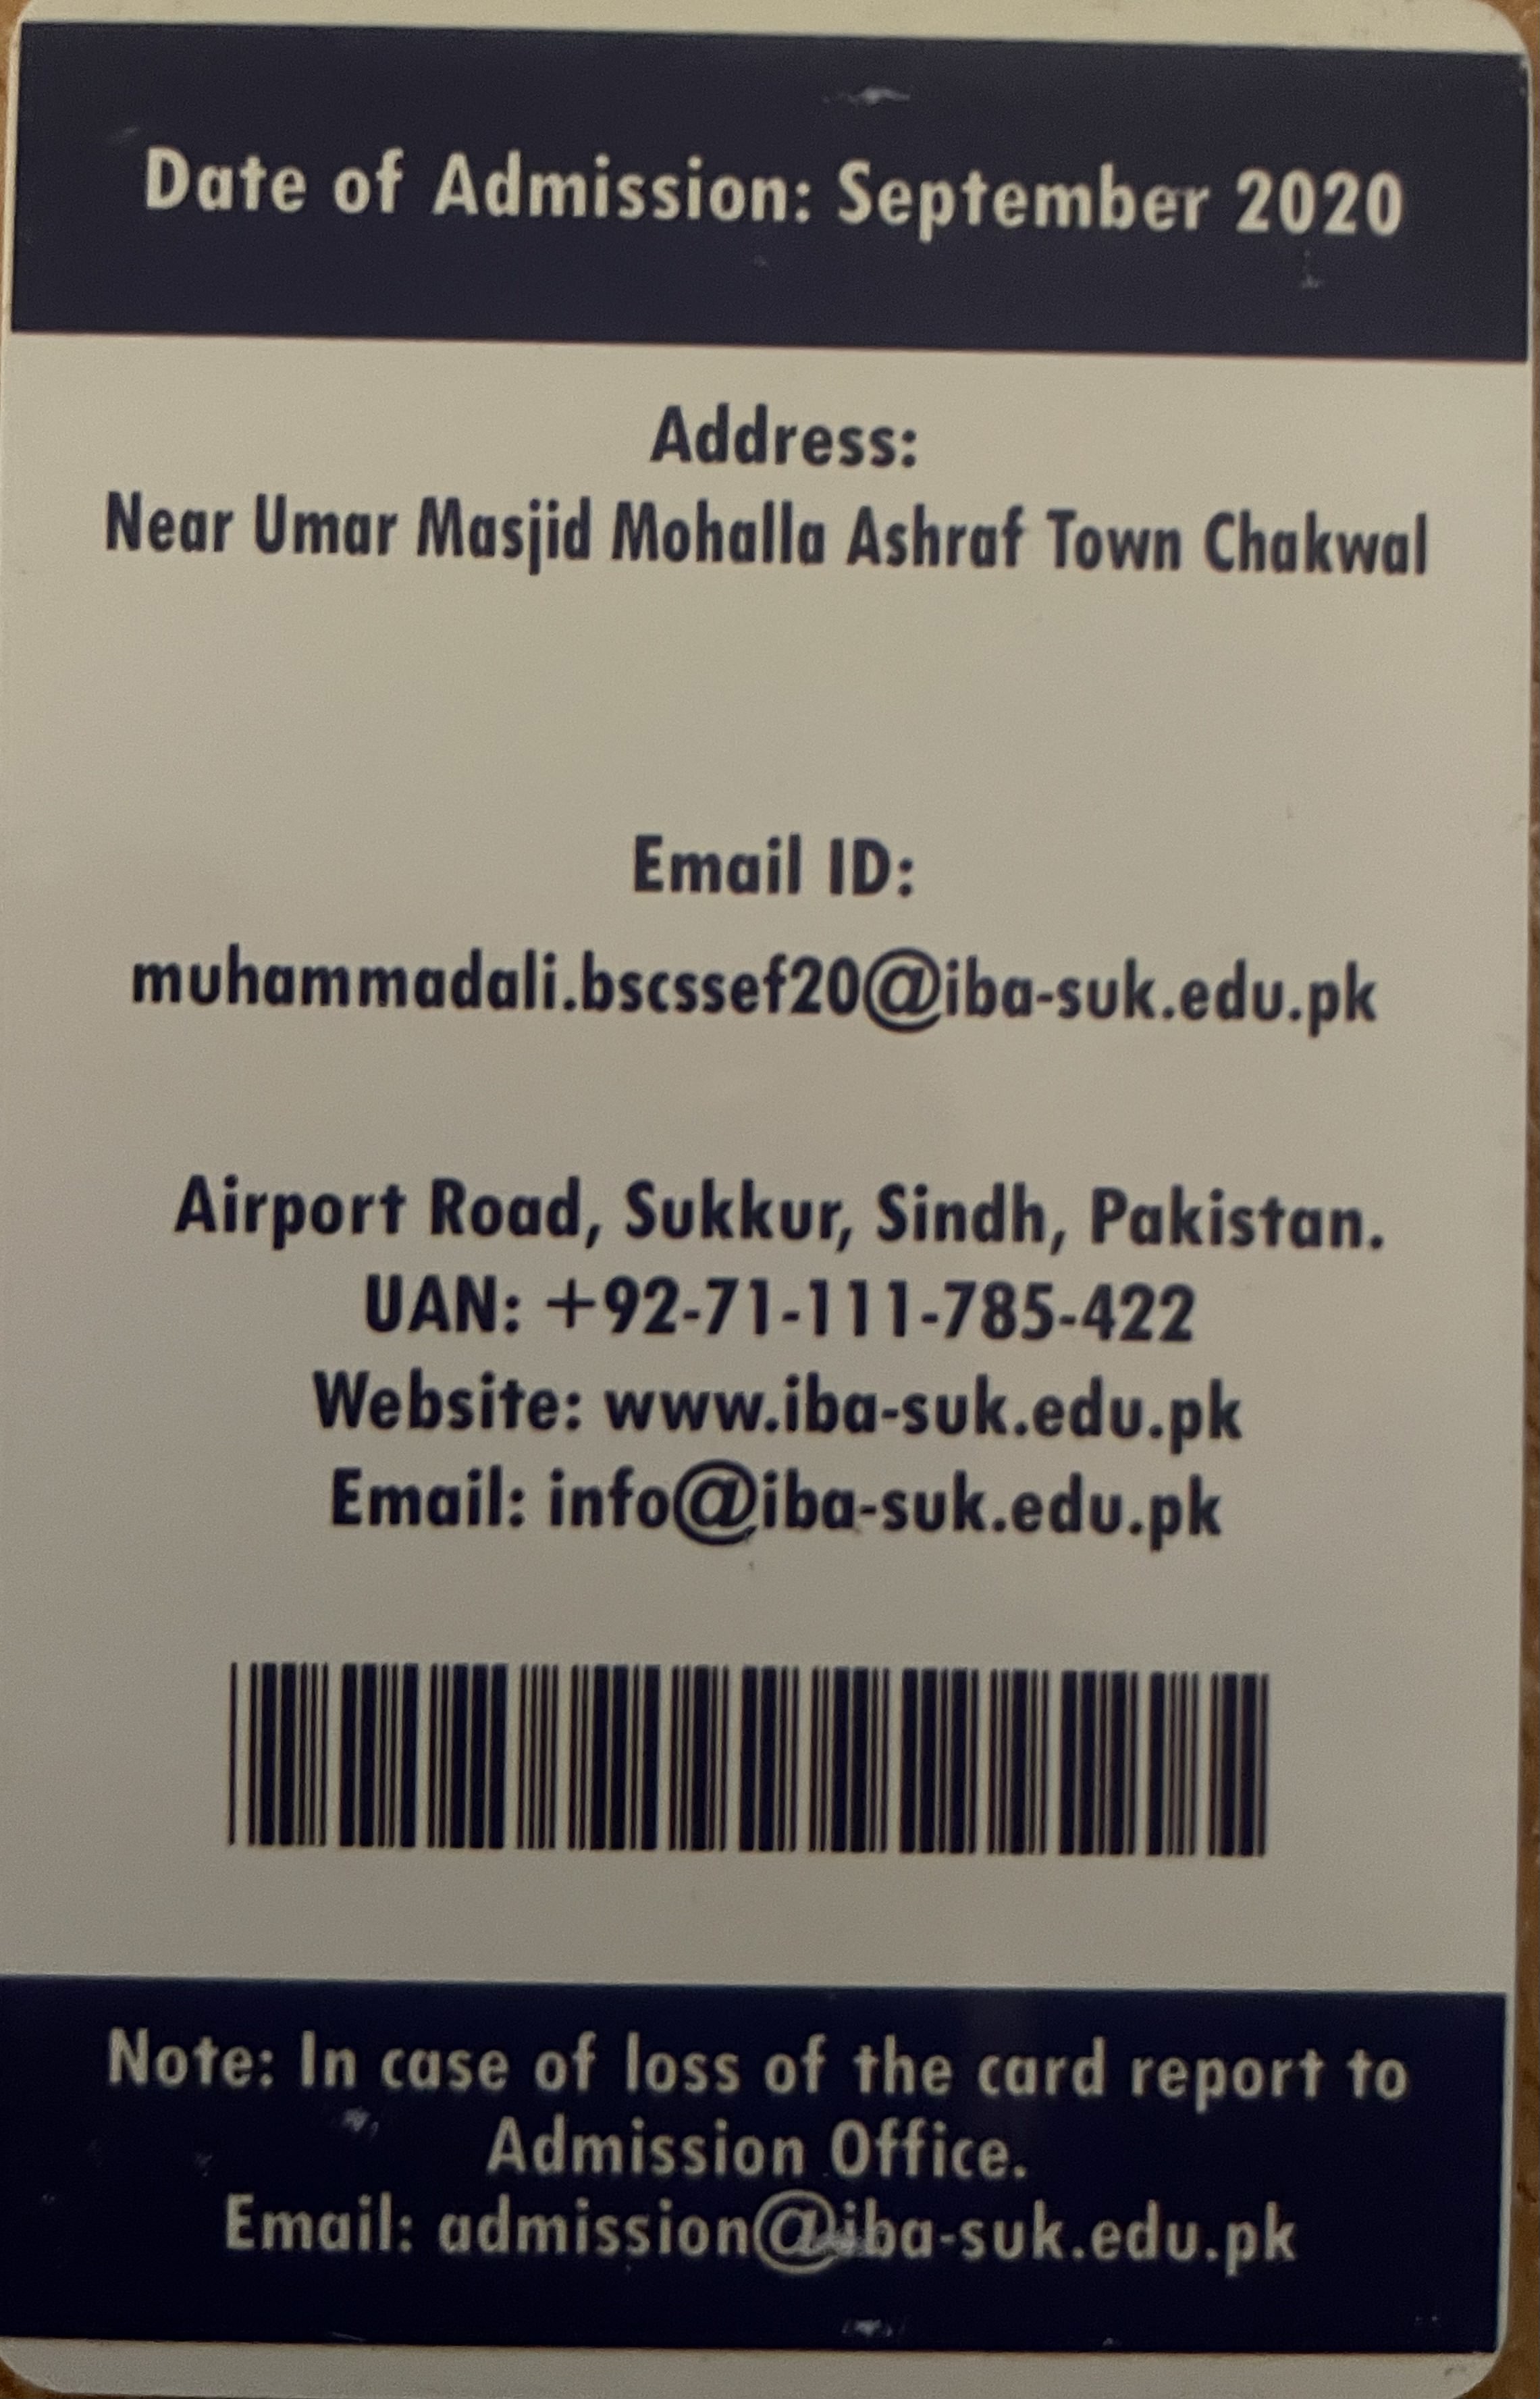 Date of Admission: September 2020
Address:
Near Umar Masjid Mohalla Ashraf Town Chakwal
Email ID:
muhammadali.bscssef20@iba-suk.edu.pk
Airport Road, Sukkur, Sindh, Pakistan.
UAN: +92-71-111-785-422
Website: www.iba-suk.edu.pk
Email: info@iba-suk.edu.pk
Note: In case of loss of the card report to
Admission Office.
Email: admission@iba-suk.edu.pk